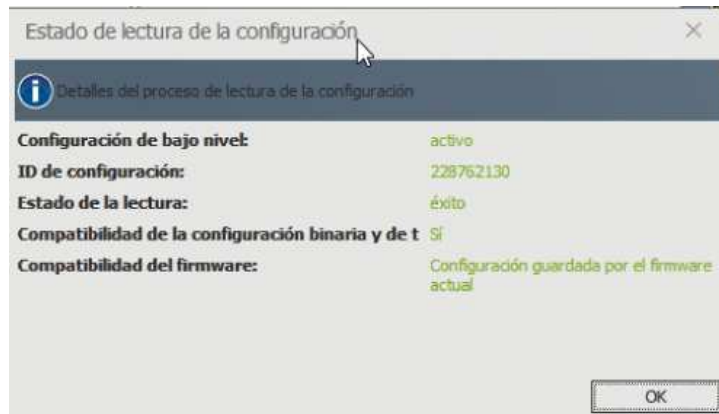 Estado de lectura de la configuración
Detalles del proceso de lectura de la configuración
Configuración de bajo nivel: activo
ID de configuración: 228762130
Estado de la lectura: éxito
Compatibilidad de la configuración binaria y de t Sí
Compatibilidad del firmware: Configuración guardada por el firmware
actual
OK